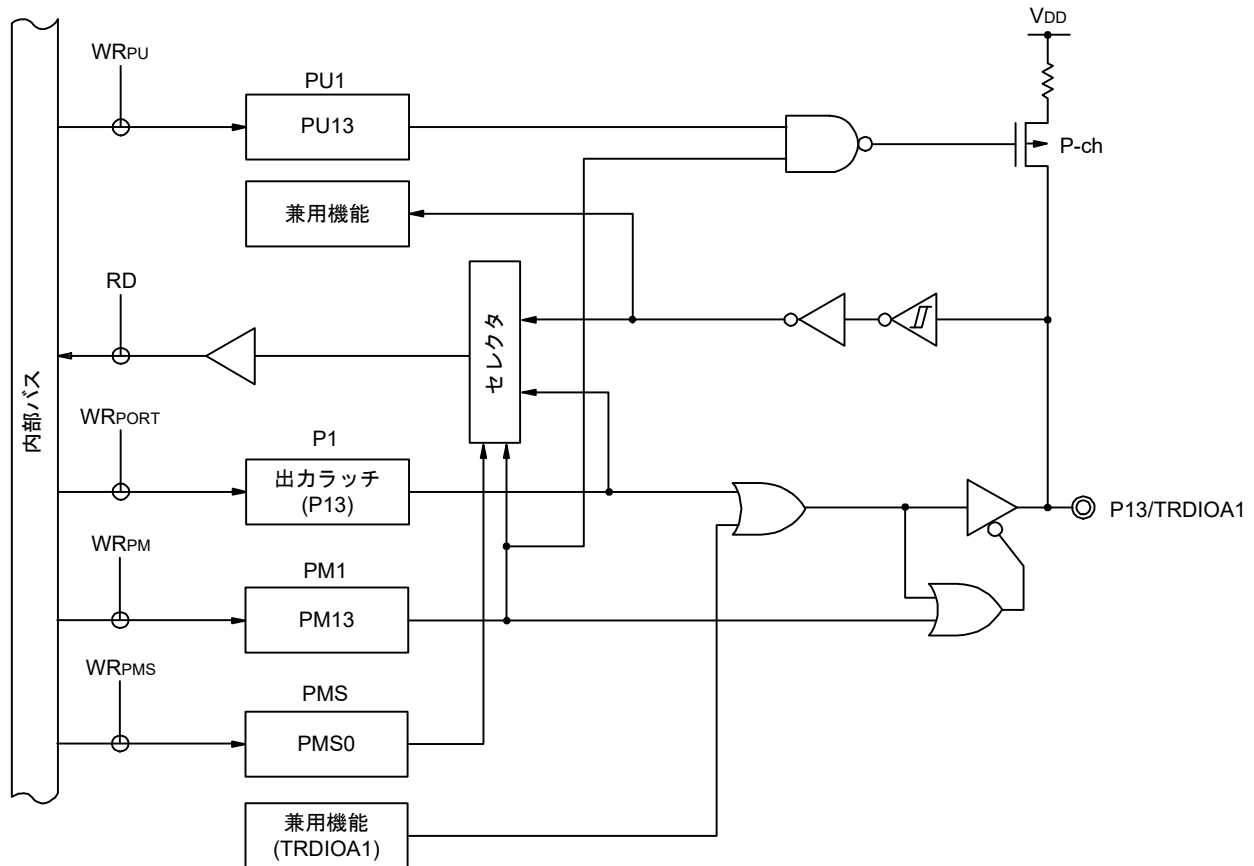 VDD
WRPU
PU1
PU13
P-ch
兼用機能
RD
セレクタ
内部バス
WRPORT
P1
出力ラッチ
(P13)
P13/TRDIOA1
WRPM
PM1
PM13
WRPMS
PMS
PMS0
兼用機能
(TRDIOA1)